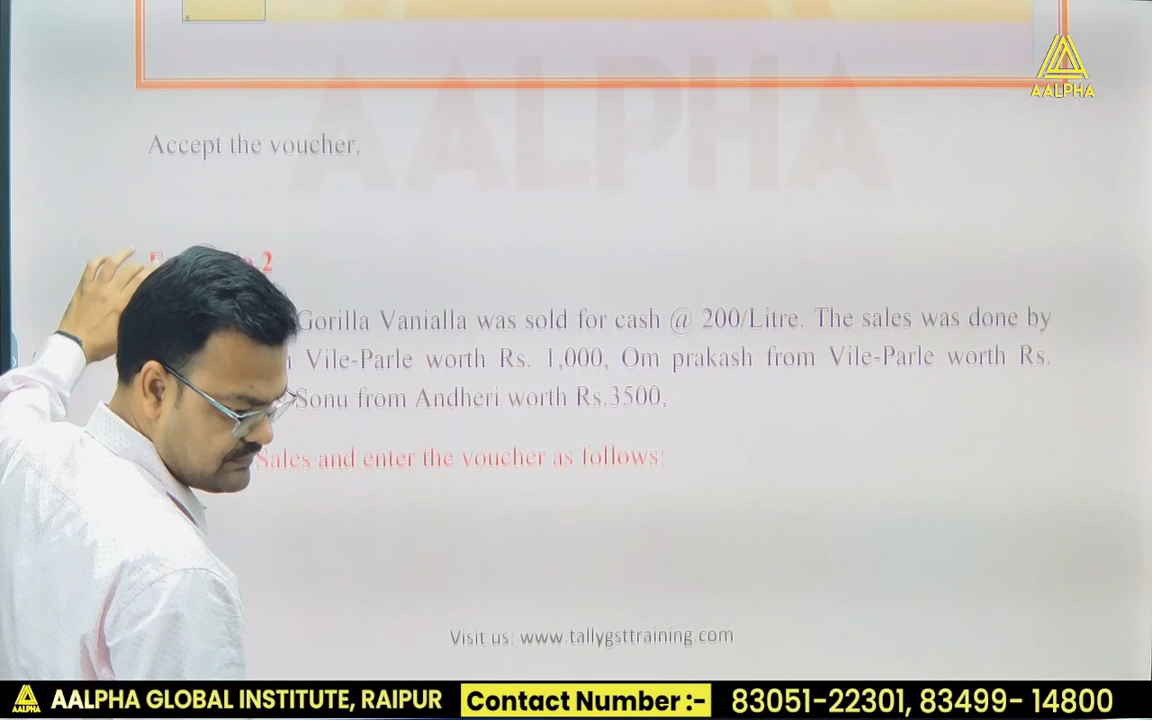 AALPHA
AALPHA
Accept the voucher.
2
Gorilla Vanialla was sold for cash @ 200/Litre. The sales was done by
Vile-Parle worth Rs. 1,000, Om prakash from Vile-Parle worth Rs.
Sonu from Andheri worth Rs.3500.
Sales and enter the voucher as follows:
Visit us: www.tallygsttraining.com
AALPHA AALPHA GLOBAL INSTITUTE, RAIPUR Contact Number :- 83051-22301, 83499- 14800